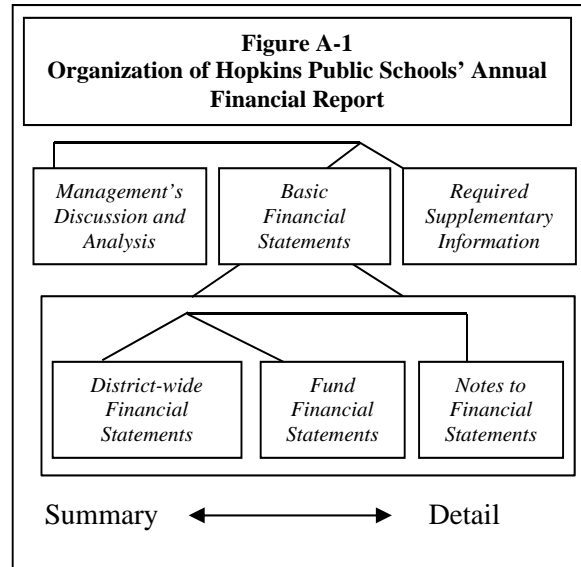 Figure A-1
Organization of Hopkins Public Schools’ Annual
Financial Report
Management’s
Discussion and
Analysis
Basic
Financial
Statements
Required
Supplementary
Information
District-wide
Financial
Statements
Fund
Financial
Statements
Notes to
Financial
Statements
Summary
Detail